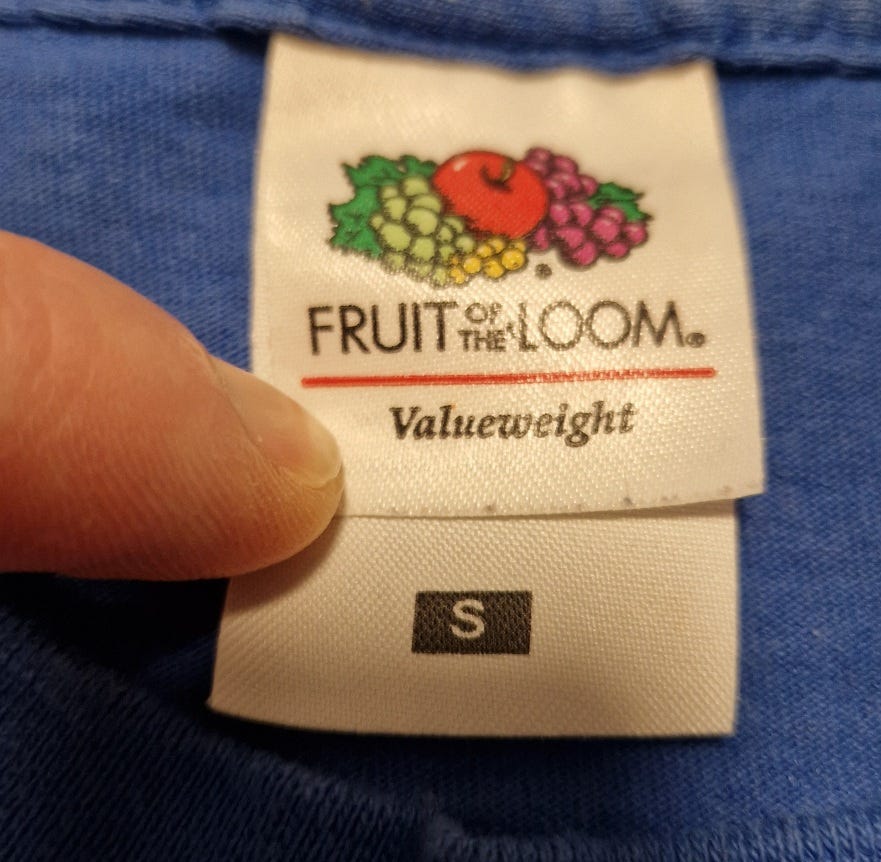 FRUIT OF THE LOOM®
Valueweight
S